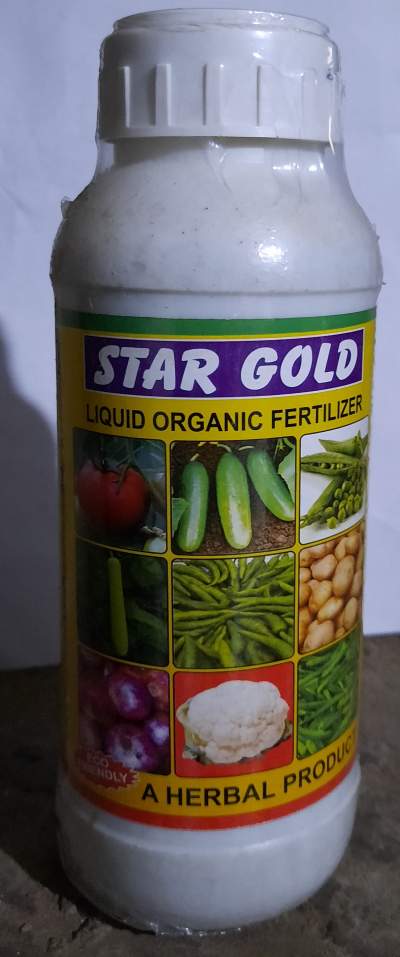 STAR GOLD
LIQUID ORGANIC FERTILIZER
ECO
FRIENDLY
A HERBAL PRODUCT